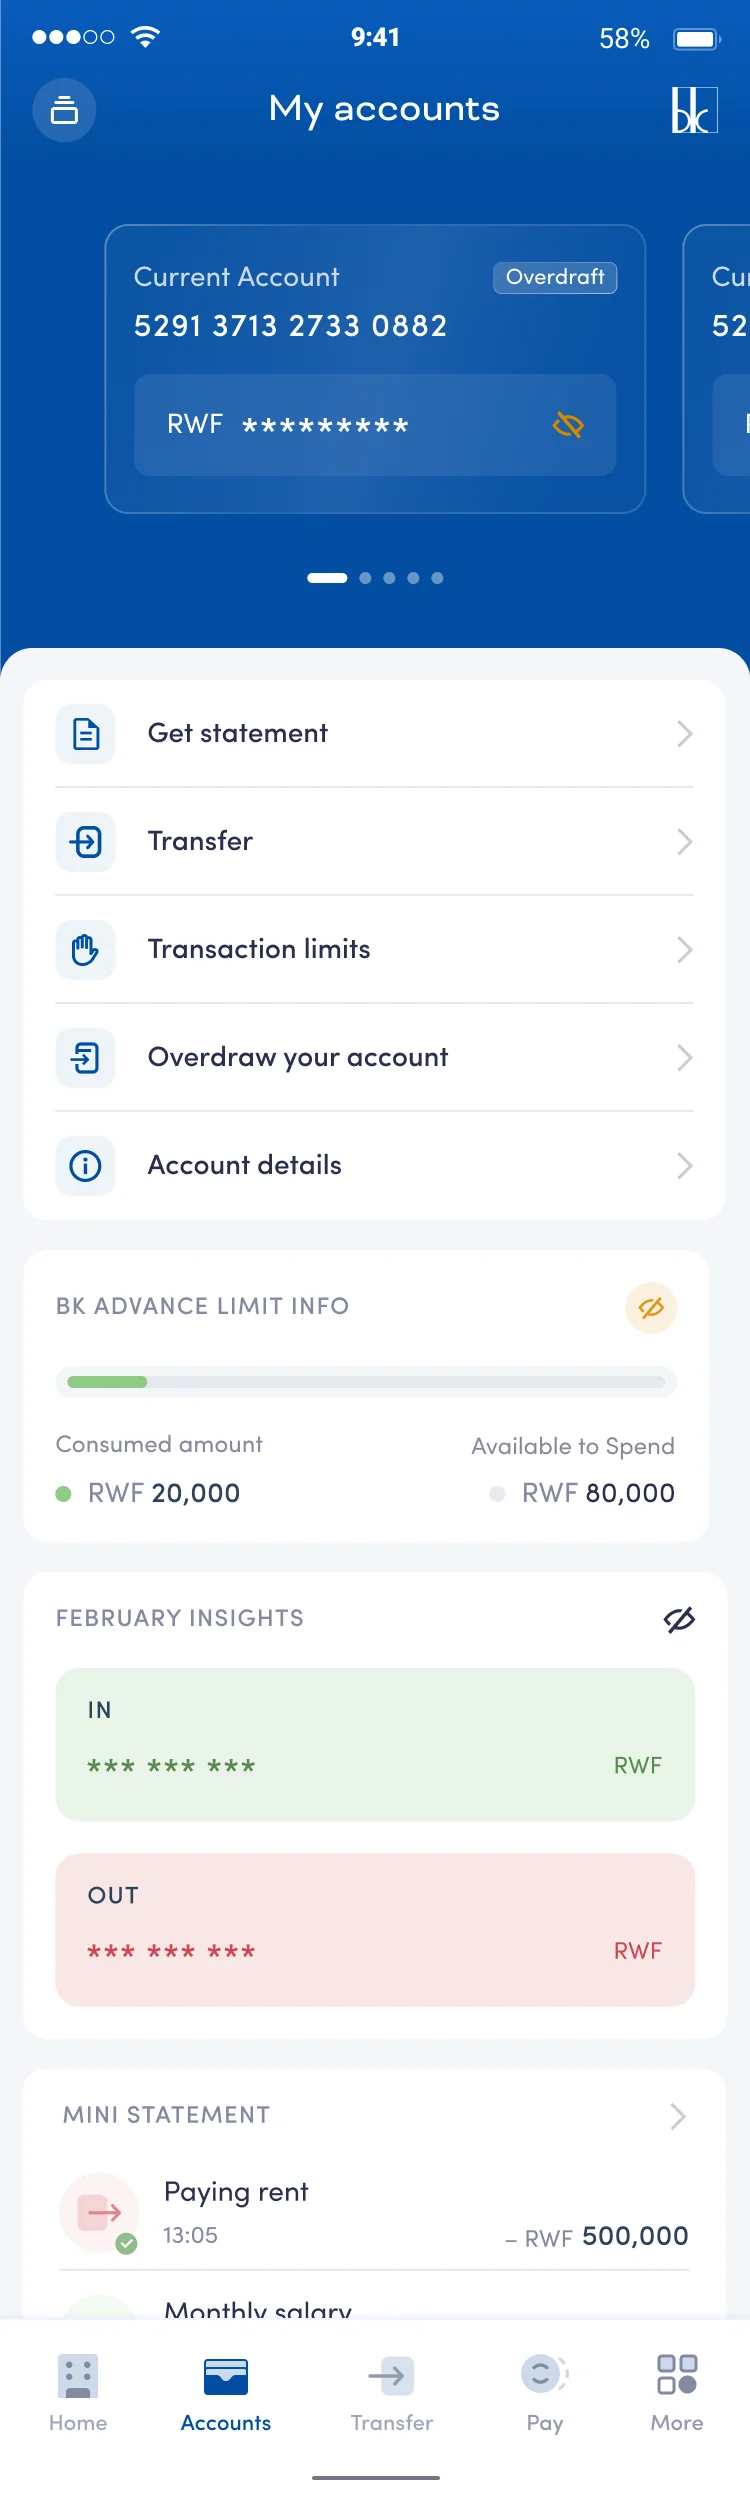 9:41
58%
My accounts
bk
Current Account
Overdraft
Cu
5291 3713 2733 0882
52
RWF *********
Get statement
Transfer
Transaction limits
Overdraw your account
Account details
BK ADVANCE LIMIT INFO
Consumed amount
Available to Spend
RWF 20,000
RWF 80,000
FEBRUARY INSIGHTS
IN
*** *** ***
RWF
OUT
*** *** ***
RWF
MINI STATEMENT
Paying rent
13:05
– RWF 500,000
Monthly salary
Home
Accounts
Transfer
Pay
More